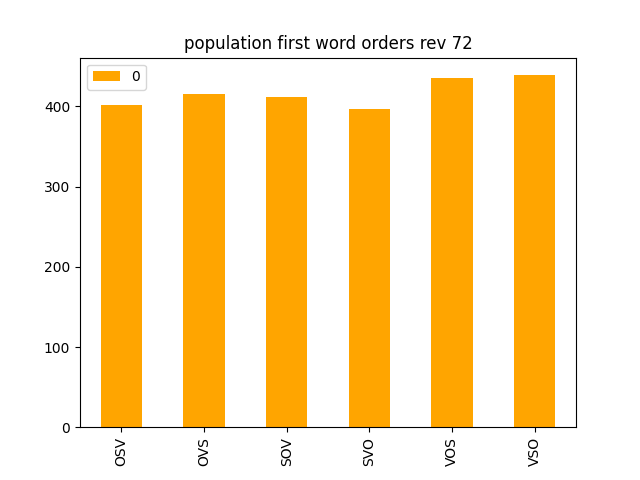 population first word orders rev 72
0
400
300
200
100
0
OSV
OVS
SOV
SVO
VOS
VSO